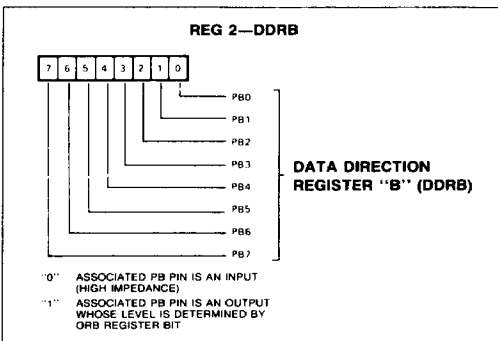 REG 2—DDRB
7 6 5 4 3 2 1 0
PB0
PB1
PB2
PB3
PB4
PB5
PB6
PB7
DATA DIRECTION
REGISTER "B" (DDRB)
"0" ASSOCIATED PB PIN IS AN INPUT
(HIGH IMPEDANCE)
"1" ASSOCIATED PB PIN IS AN OUTPUT
WHOSE LEVEL IS DETERMINED BY
ORB REGISTER BIT